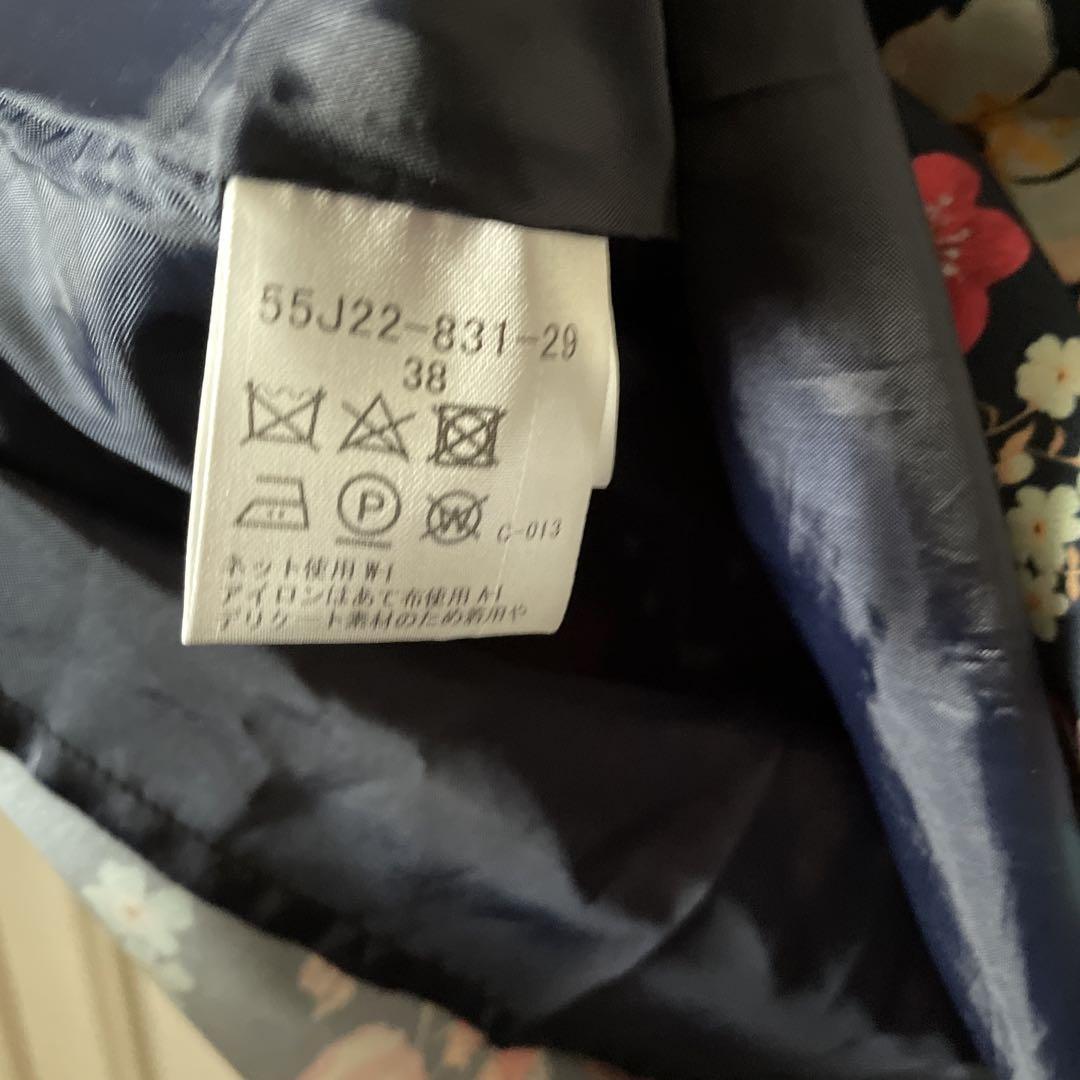 55J22-831-29
38
P
W C-013
ネット使用 W-I
アイロンはあて布使用 A-I
デリケート素材のため着用や